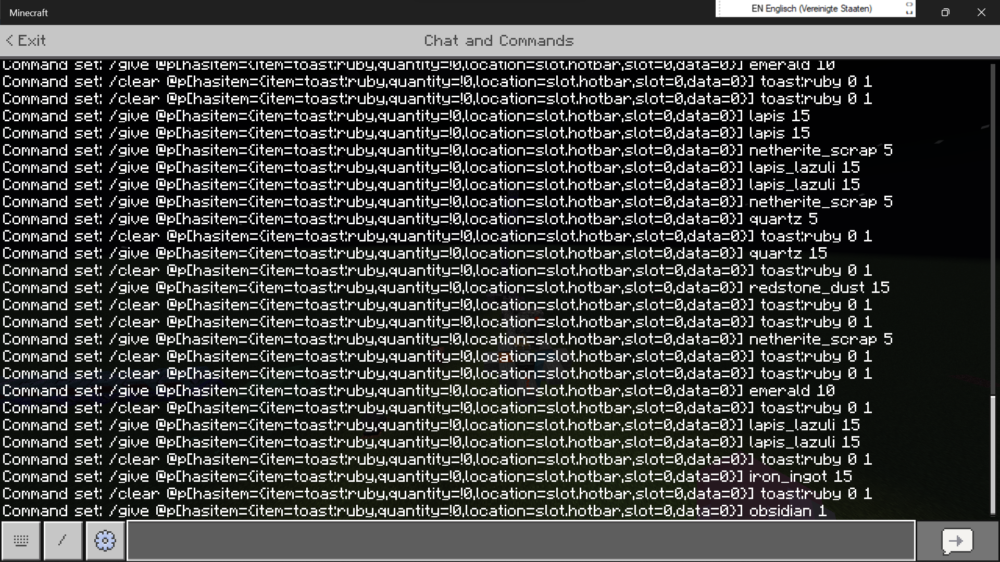 Minecraft
EN Englisch (Vereinigte Staaten)
< Exit
Chat and Commands
Command set: /give @p[hasitem={item=toast:ruby,quantity=!0,location=slot.hotbar,slot=0,data=0}] emerald 10
Command set: /clear @p[hasitem={item=toast:ruby,quantity=!0,location=slot.hotbar,slot=0,data=0}] toast:ruby 0 1
Command set: /clear @p[hasitem={item=toast:ruby,quantity=!0,location=slot.hotbar,slot=0,data=0}] toast:ruby 0 1
Command set: /give @p[hasitem={item=toast:ruby,quantity=!0,location=slot.hotbar,slot=0,data=0}] lapis 15
Command set: /give @p[hasitem={item=toast:ruby,quantity=!0,location=slot.hotbar,slot=0,data=0}] lapis 15
Command set: /give @p[hasitem={item=toast:ruby,quantity=!0,location=slot.hotbar,slot=0,data=0}] netherite_scrap 5
Command set: /give @p[hasitem={item=toast:ruby,quantity=!0,location=slot.hotbar,slot=0,data=0}] lapis_lazuli 15
Command set: /give @p[hasitem={item=toast:ruby,quantity=!0,location=slot.hotbar,slot=0,data=0}] lapis_lazuli 15
Command set: /give @p[hasitem={item=toast:ruby,quantity=!0,location=slot.hotbar,slot=0,data=0}] netherite_scrap 5
Command set: /give @p[hasitem={item=toast:ruby,quantity=!0,location=slot.hotbar,slot=0,data=0}] quartz 5
Command set: /clear @p[hasitem={item=toast:ruby,quantity=!0,location=slot.hotbar,slot=0,data=0}] toast:ruby 0 1
Command set: /give @p[hasitem={item=toast:ruby,quantity=!0,location=slot.hotbar,slot=0,data=0}] quartz 15
Command set: /clear @p[hasitem={item=toast:ruby,quantity=!0,location=slot.hotbar,slot=0,data=0}] toast:ruby 0 1
Command set: /give @p[hasitem={item=toast:ruby,quantity=!0,location=slot.hotbar,slot=0,data=0}] redstone_dust 15
Command set: /clear @p[hasitem={item=toast:ruby,quantity=!0,location=slot.hotbar,slot=0,data=0}] toast:ruby 0 1
Command set: /clear @p[hasitem={item=toast:ruby,quantity=!0,location=slot.hotbar,slot=0,data=0}] toast:ruby 0 1
Command set: /give @p[hasitem={item=toast:ruby,quantity=!0,location=slot.hotbar,slot=0,data=0}] netherite_scrap 5
Command set: /clear @p[hasitem={item=toast:ruby,quantity=!0,location=slot.hotbar,slot=0,data=0}] toast:ruby 0 1
Command set: /clear @p[hasitem={item=toast:ruby,quantity=!0,location=slot.hotbar,slot=0,data=0}] toast:ruby 0 1
Command set: /give @p[hasitem={item=toast:ruby,quantity=!0,location=slot.hotbar,slot=0,data=0}] emerald 10
Command set: /clear @p[hasitem={item=toast:ruby,quantity=!0,location=slot.hotbar,slot=0,data=0}] toast:ruby 0 1
Command set: /give @p[hasitem={item=toast:ruby,quantity=!0,location=slot.hotbar,slot=0,data=0}] lapis_lazuli 15
Command set: /give @p[hasitem={item=toast:ruby,quantity=!0,location=slot.hotbar,slot=0,data=0}] lapis_lazuli 15
Command set: /clear @p[hasitem={item=toast:ruby,quantity=!0,location=slot.hotbar,slot=0,data=0}] toast:ruby 0 1
Command set: /give @p[hasitem={item=toast:ruby,quantity=!0,location=slot.hotbar,slot=0,data=0}] iron_ingot 15
Command set: /clear @p[hasitem={item=toast:ruby,quantity=!0,location=slot.hotbar,slot=0,data=0}] toast:ruby 0 1
Command set: /give @p[hasitem={item=toast:ruby,quantity=!0,location=slot.hotbar,slot=0,data=0}] obsidian 1
/